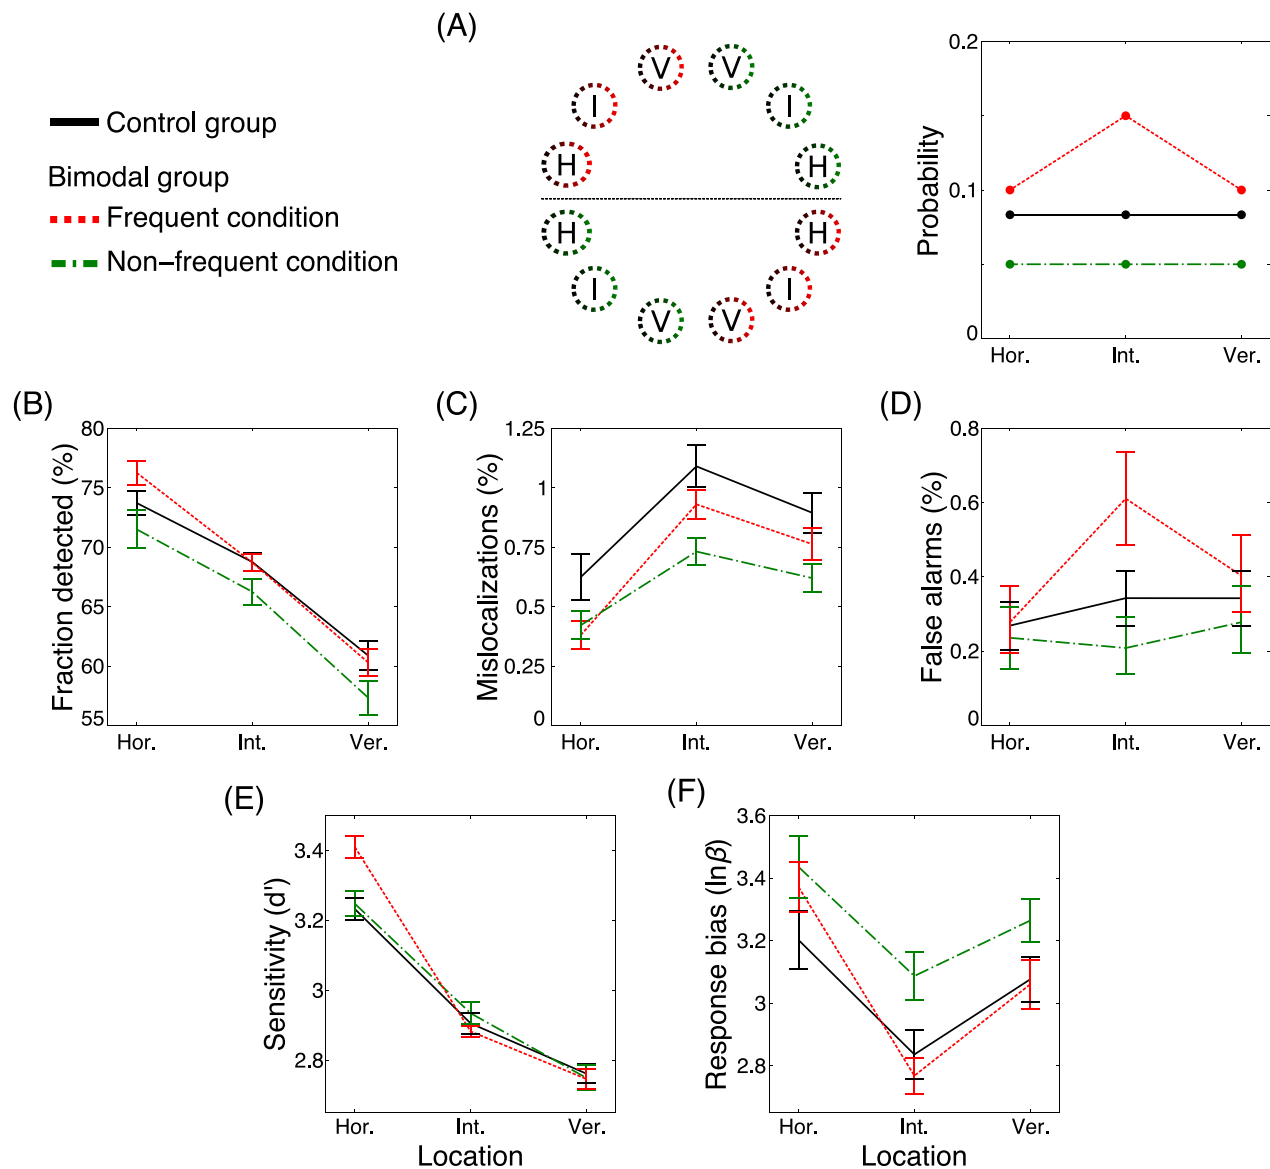 (A)
Control group
Bimodal group
Frequent condition
Non-frequent condition
V V
I I
H H
H H
I I
V V
Probability
0.2
0.1
0
Hor. Int. Ver.
(B)
Fraction detected (%)
80
75
70
65
60
55
Hor. Int. Ver.
(C)
Mislocalizations (%)
1.25
1
0.75
0.5
0.25
0
Hor. Int. Ver.
(D)
False alarms (%)
0.8
0.6
0.4
0.2
0
Hor. Int. Ver.
(E)
Sensitivity (d')
3.4
3.2
3
2.8
Hor. Int. Ver.
Location
(F)
Response bias (lnβ)
3.6
3.4
3.2
3
2.8
Hor. Int. Ver.
Location